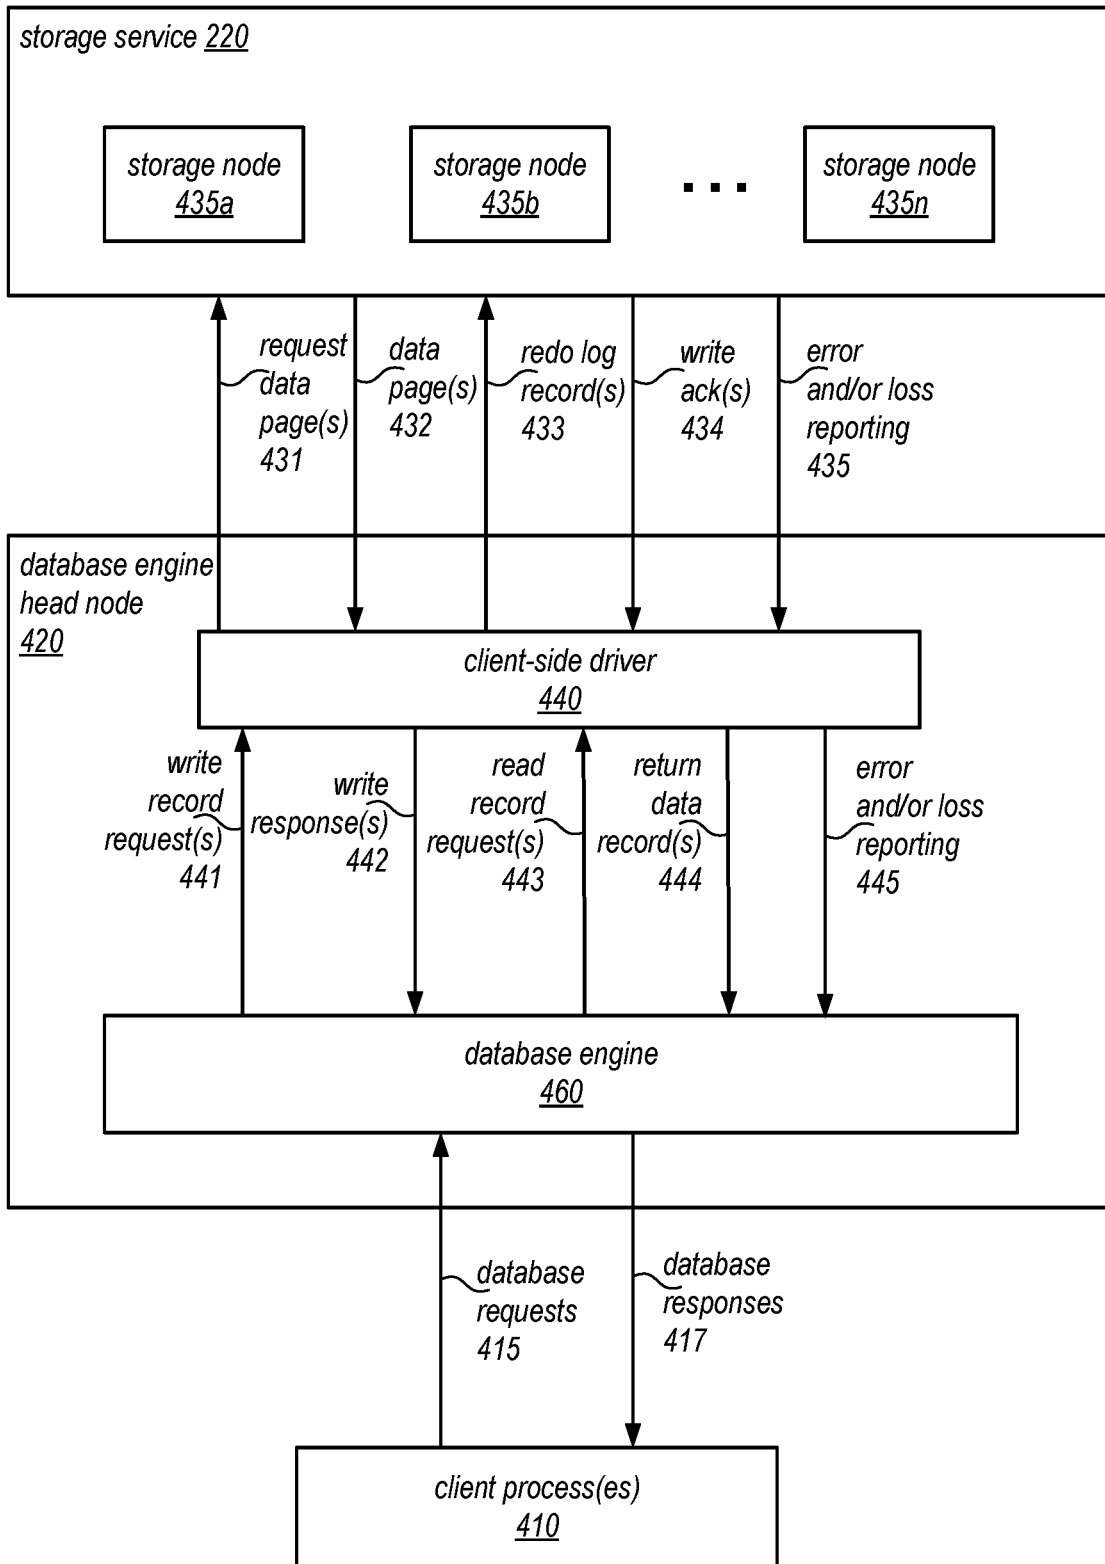 storage service 220
storage node
435a
storage node
435b
. . .
storage node
435n
request
data
page(s)
431
data
page(s)
432
redo log
record(s)
433
write
ack(s)
434
error
and/or loss
reporting
435
database engine
head node
420
client-side driver
440
write
record
request(s)
441
write
response(s)
442
read
record
request(s)
443
return
data
record(s)
444
error
and/or loss
reporting
445
database engine
460
database
requests
415
database
responses
417
client process(es)
410